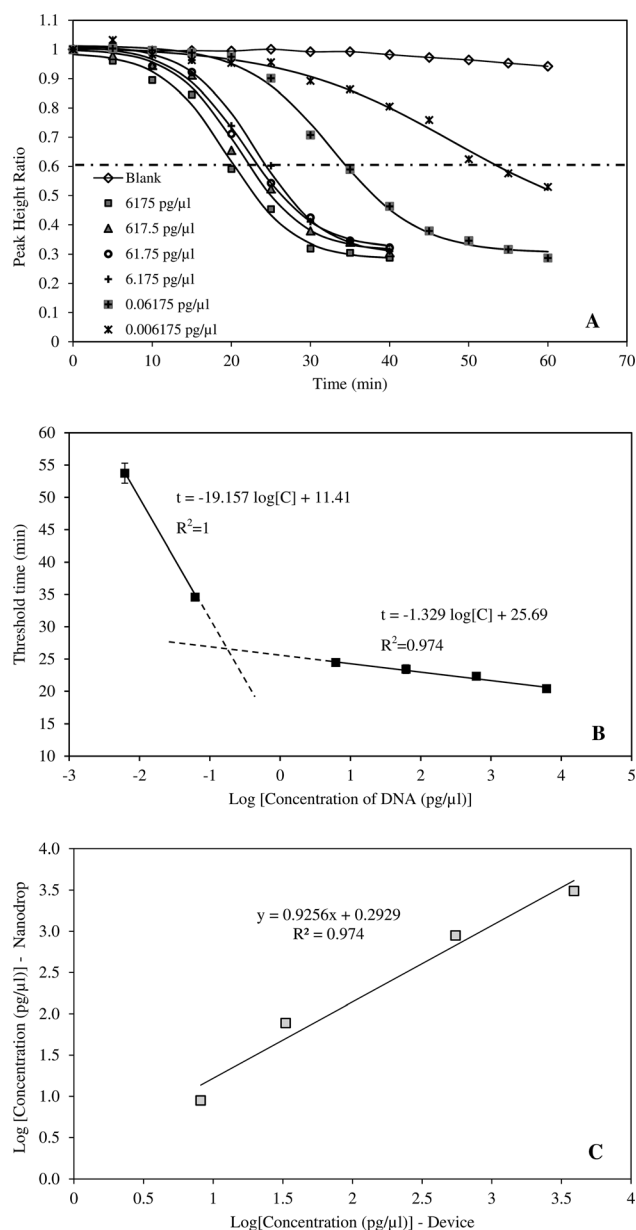 1.1
1
0.9
0.8
0.7
0.6
0.5
0.4
0.3
0.2
0.1
0
Peak Height Ratio
Blank
6175 pg/µl
617.5 pg/µl
61.75 pg/µl
6.175 pg/µl
0.06175 pg/µl
0.006175 pg/µl
A
0 10 20 30 40 50 60 70
Time (min)
60
55
50
45
40
35
30
25
20
15
10
Threshold time (min)
t = -19.157 log[C] + 11.41
R²=1
t = -1.329 log[C] + 25.69
R²=0.974
B
-3 -2 -1 0 1 2 3 4 5
Log [Concentration of DNA (pg/µl)]
4.0
3.5
3.0
2.5
2.0
1.5
1.0
0.5
0.0
Log [Concentration (pg/µl)] - Nanodrop
y = 0.9256x + 0.2929
R² = 0.974
C
0 0.5 1 1.5 2 2.5 3 3.5 4
Log[Concentration (pg/µl)] - Device